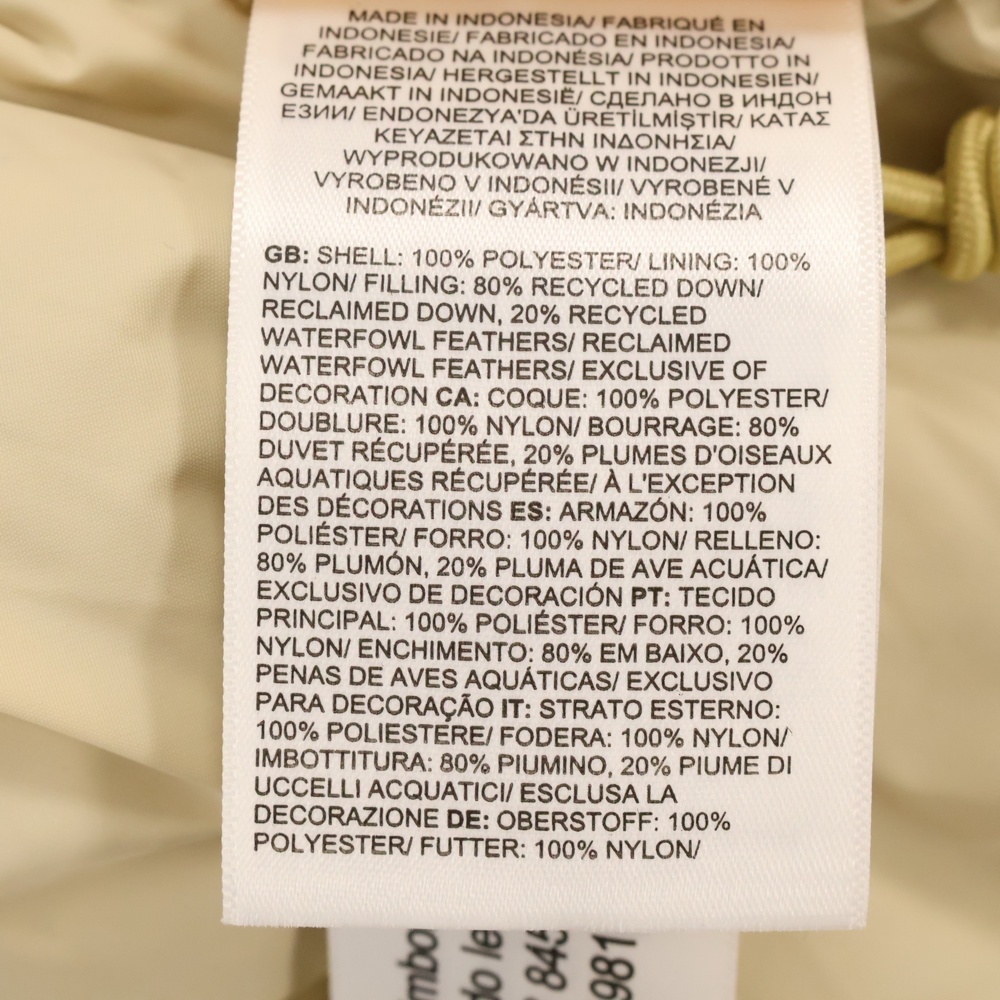 MADE IN INDONESIA/ FABRIQUÉ EN
INDONESIE/ FABRICADO EN INDONESIA/
FABRICADO NA INDONÉSIA/ PRODOTTO IN
INDONESIA/ HERGESTELLT IN INDONESIEN/
GEMAAKT IN INDONESIË/ СДЕЛАНО В ИНДОН
ЕЗИИ/ ENDONEZYA'DA ÜRETİLMİŞTİR/ ΚΑΤΑΣ
ΚΕΥΑΖΕΤΑΙ ΣΤΗΝ ΙΝΔΟΝΗΣΙΑ/
WYPRODUKOWANO W INDONEZJI/
VYROBENO V INDONÉSII/ VYROBENÉ V
INDONÉZII/ GYÁRTVA: INDONÉZIA
GB: SHELL: 100% POLYESTER/ LINING: 100%
NYLON/ FILLING: 80% RECYCLED DOWN/
RECLAIMED DOWN, 20% RECYCLED
WATERFOWL FEATHERS/ RECLAIMED
WATERFOWL FEATHERS/ EXCLUSIVE OF
DECORATION CA: COQUE: 100% POLYESTER/
DOUBLURE: 100% NYLON/ BOURRAGE: 80%
DUVET RÉCUPÉRÉE, 20% PLUMES D'OISEAUX
AQUATIQUES RÉCUPÉRÉE/ À L'EXCEPTION
DES DÉCORATIONS ES: ARMAZÓN: 100%
POLIÉSTER/ FORRO: 100% NYLON/ RELLENO:
80% PLUMÓN, 20% PLUMA DE AVE ACUÁTICA/
EXCLUSIVO DE DECORACIÓN PT: TECIDO
PRINCIPAL: 100% POLIÉSTER/ FORRO: 100%
NYLON/ ENCHIMENTO: 80% EM BAIXO, 20%
PENAS DE AVES AQUÁTICAS/ EXCLUSIVO
PARA DECORAÇÃO IT: STRATO ESTERNO:
100% POLIESTERE/ FODERA: 100% NYLON/
IMBOTTITURA: 80% PIUMINO, 20% PIUME DI
UCCELLI ACQUATICI/ ESCLUSA LA
DECORAZIONE DE: OBERSTOFF: 100%
POLYESTER/ FUTTER: 100% NYLON/